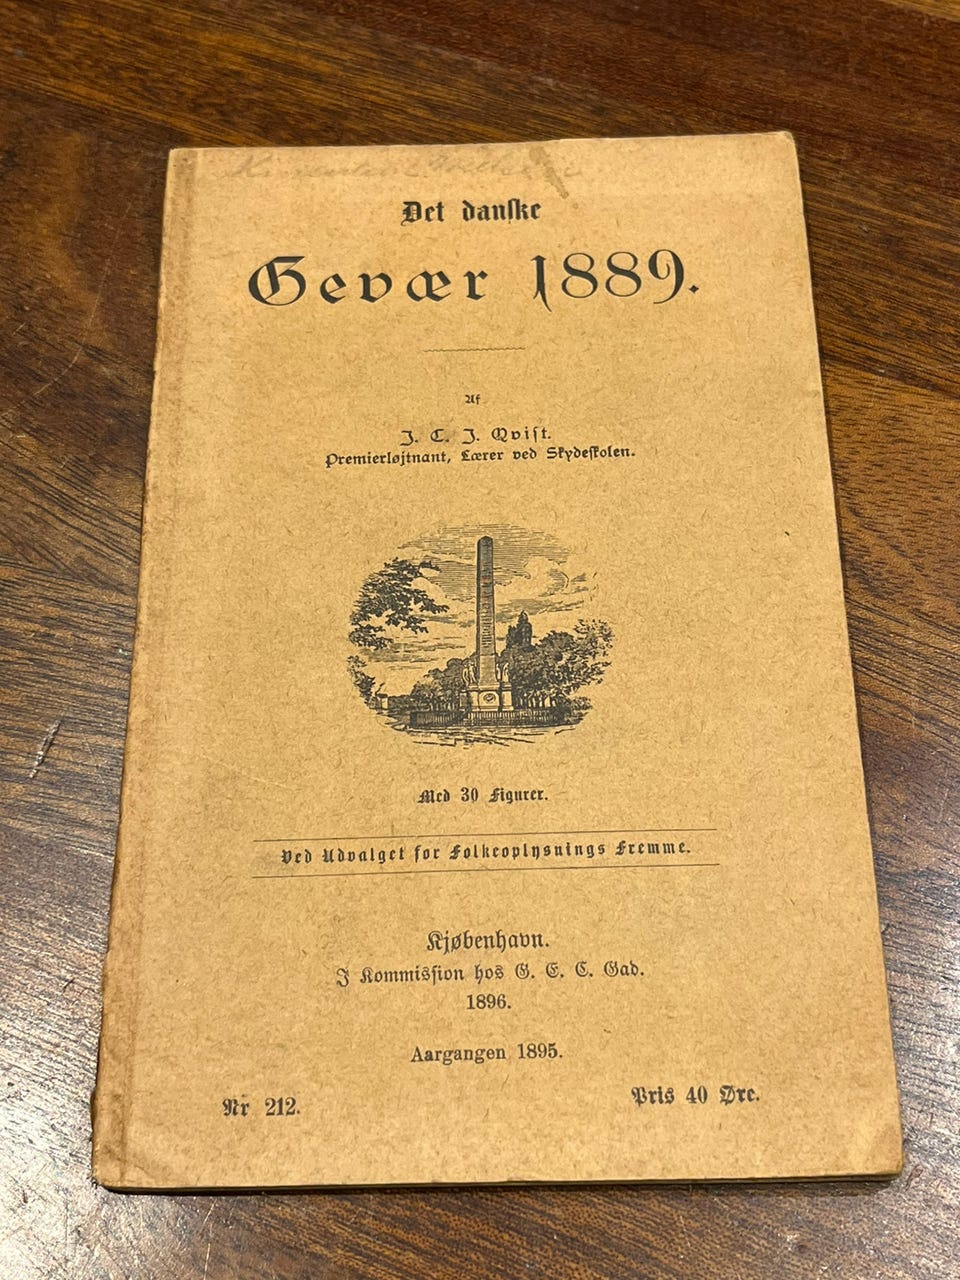 Det danske
Gevær 1889.
Af
J. C. J. Qvist.
Premierløjtnant, Lærer ved Skydeskolen.
Med 30 Figurer.
Ved Udvalget for Folkeoplysnings Fremme.
Kjøbenhavn.
I Kommission hos G. E. C. Gad.
1896.
Aargangen 1895.
Nr 212.
Pris 40 Øre.